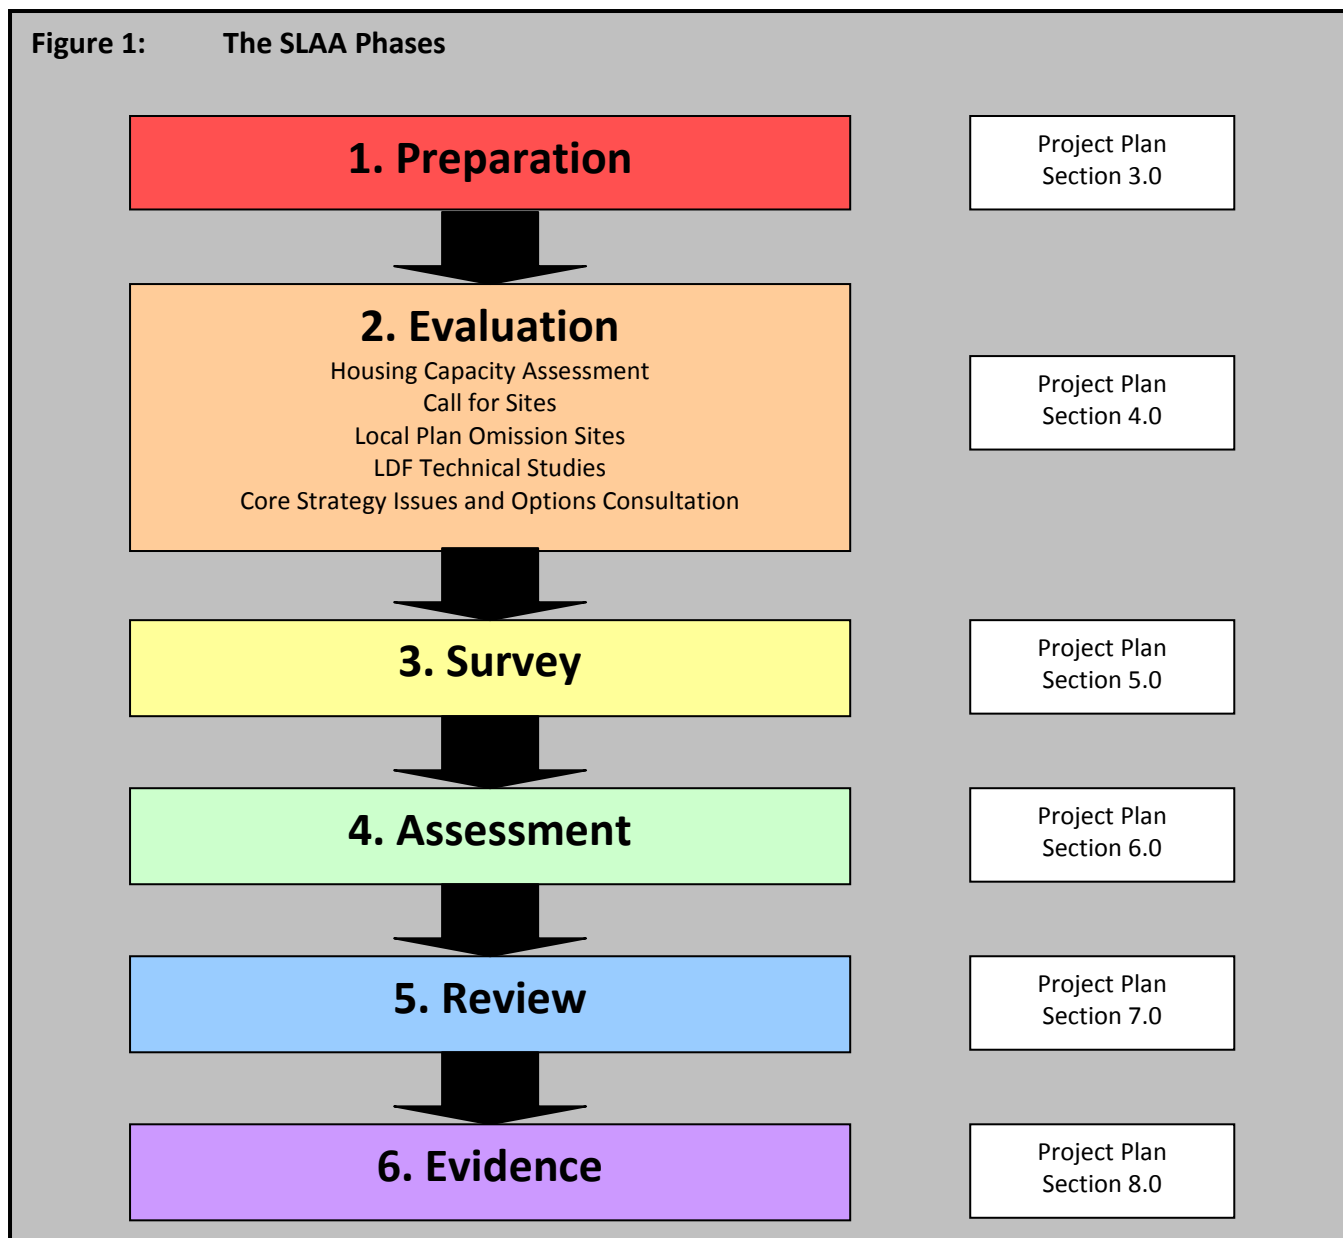 Figure 1: The SLAA Phases
1. Preparation
Project Plan
Section 3.0
2. Evaluation
Housing Capacity Assessment
Call for Sites
Local Plan Omission Sites
LDF Technical Studies
Core Strategy Issues and Options Consultation
Project Plan
Section 4.0
3. Survey
Project Plan
Section 5.0
4. Assessment
Project Plan
Section 6.0
5. Review
Project Plan
Section 7.0
6. Evidence
Project Plan
Section 8.0